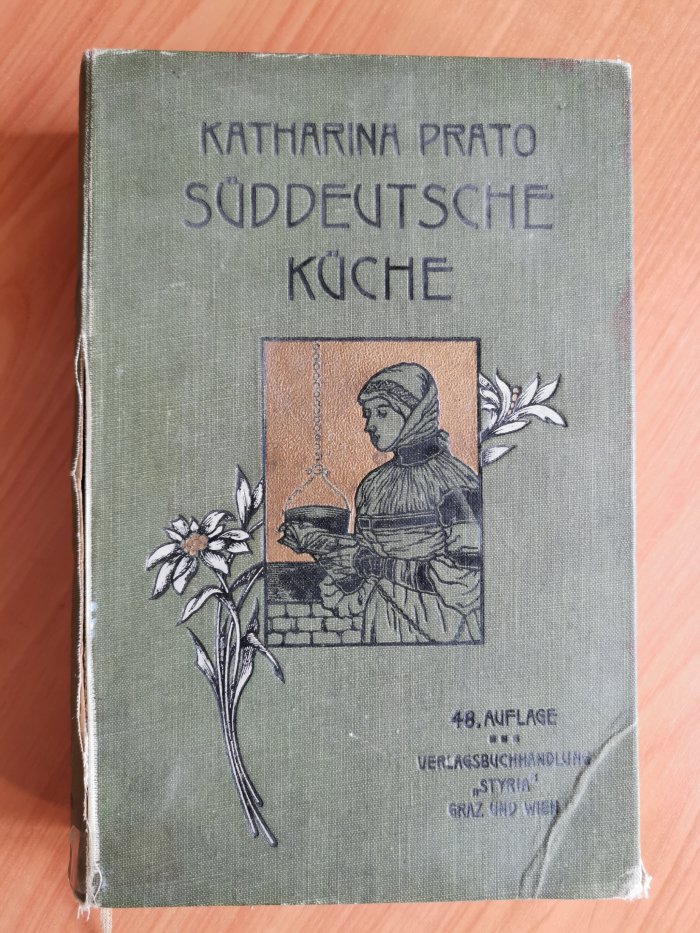 KATHARINA PRATO
SÜDDEUTSCHE
KÜCHE
48. AUFLAGE
VERLAGSBUCHHANDLUNG
„STYRIA‟
GRAZ UND WIEN